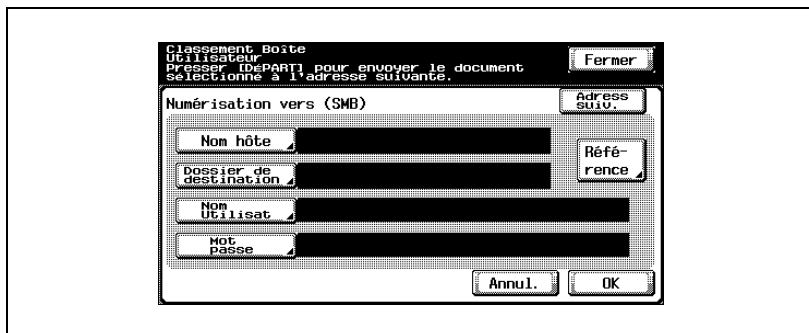 Classement Boîte
Utilisateur
Presser [DéPART] pour envoyer le document
sélectionné à l'adresse suivante.
Fermer
Numérisation vers (SMB)
Adress
suiv.
Nom hôte
Réfé-
rence
Dossier de
destination
Nom
Utilisat
Mot
passe
Annul.
OK